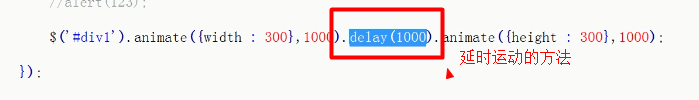 //alert(123);
$('#div1').animate({width : 300},1000).delay(1000).animate({height : 300},1000);
延时运动的方法
});